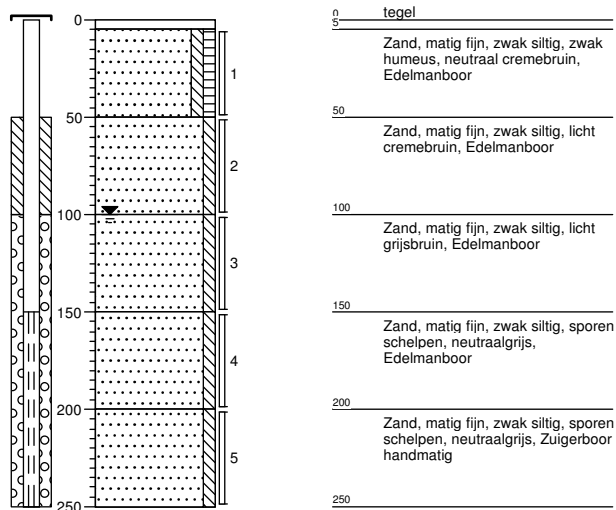 0
50
100
150
200
250
1
2
3
4
5
0
tegel
5
Zand, matig fijn, zwak siltig, zwak
humeus, neutraal cremebruin,
Edelmanboor
50
Zand, matig fijn, zwak siltig, licht
cremebruin, Edelmanboor
100
Zand, matig fijn, zwak siltig, licht
grijsbruin, Edelmanboor
150
Zand, matig fijn, zwak siltig, sporen
schelpen, neutraalgrijs,
Edelmanboor
200
Zand, matig fijn, zwak siltig, sporen
schelpen, neutraalgrijs, Zuigerboor
handmatig
250